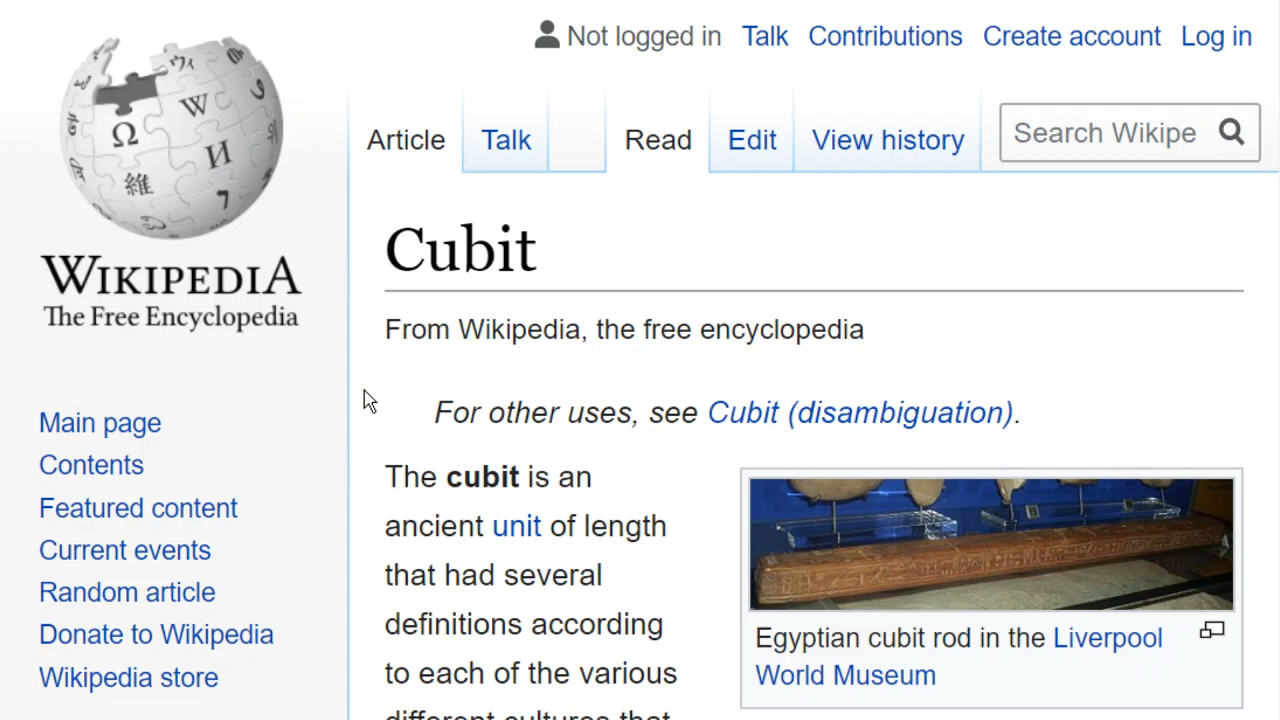 Not logged in Talk Contributions Create account Log in
Article Talk Read Edit View history Search Wikipe
WIKIPEDIA
The Free Encyclopedia
Cubit
From Wikipedia, the free encyclopedia
For other uses, see Cubit (disambiguation).
Main page
Contents
Featured content
Current events
Random article
Donate to Wikipedia
Wikipedia store
The cubit is an
ancient unit of length
that had several
definitions according
to each of the various
different cultures that
Egyptian cubit rod in the Liverpool
World Museum